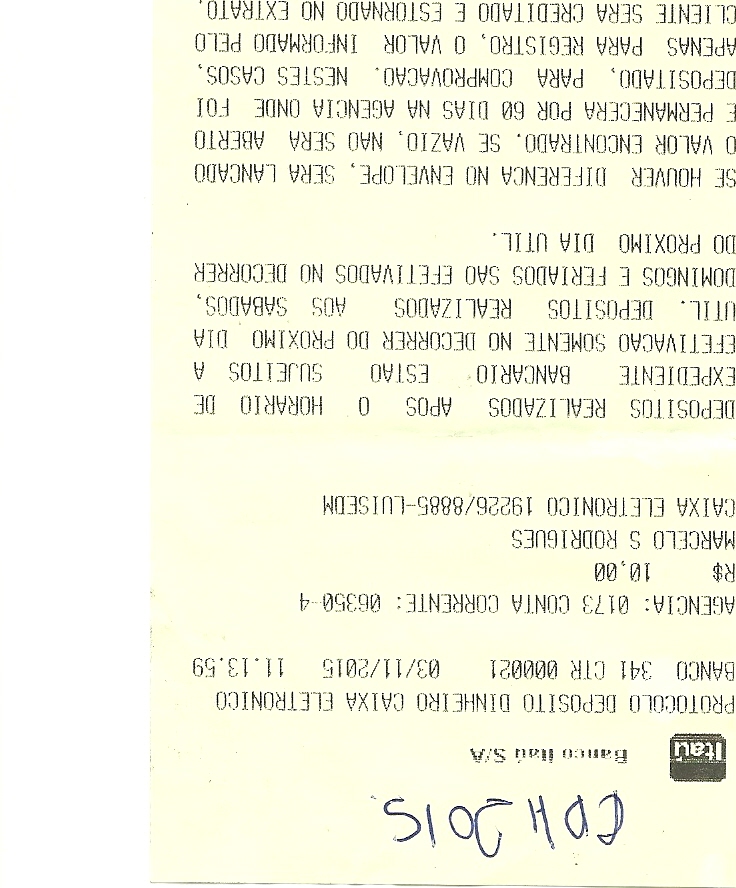 CDH 2015
Itaú Banco Itaú S/A
PROTOCOLO DEPOSITO DINHEIRO CAIXA ELETRONICO
BANCO 341 CTR 000021 03/11/2015 11.13.59
AGENCIA: 0173 CONTA CORRENTE: 06350-4
R$ 10,00
MARCELO S RODRIGUES
CAIXA ELETRONICO 19226/8885-LUISEDM
DEPOSITOS REALIZADOS APOS O HORARIO DE
EXPEDIENTE BANCARIO ESTAO SUJEITOS A
EFETIVACAO SOMENTE NO DECORRER DO PROXIMO DIA
UTIL. DEPOSITOS REALIZADOS AOS SABADOS,
DOMINGOS E FERIADOS SAO EFETIVADOS NO DECORRER
DO PROXIMO DIA UTIL.
SE HOUVER DIFERENCA NO ENVELOPE, SERA LANCADO
O VALOR ENCONTRADO. SE VAZIO, NAO SERA ABERTO
E PERMANECERA POR 60 DIAS NA AGENCIA ONDE FOI
DEPOSITADO, PARA COMPROVACAO. NESTES CASOS,
APENAS PARA REGISTRO, O VALOR INFORMADO PELO
CLIENTE SERA CREDITADO E ESTORNADO NO EXTRATO.